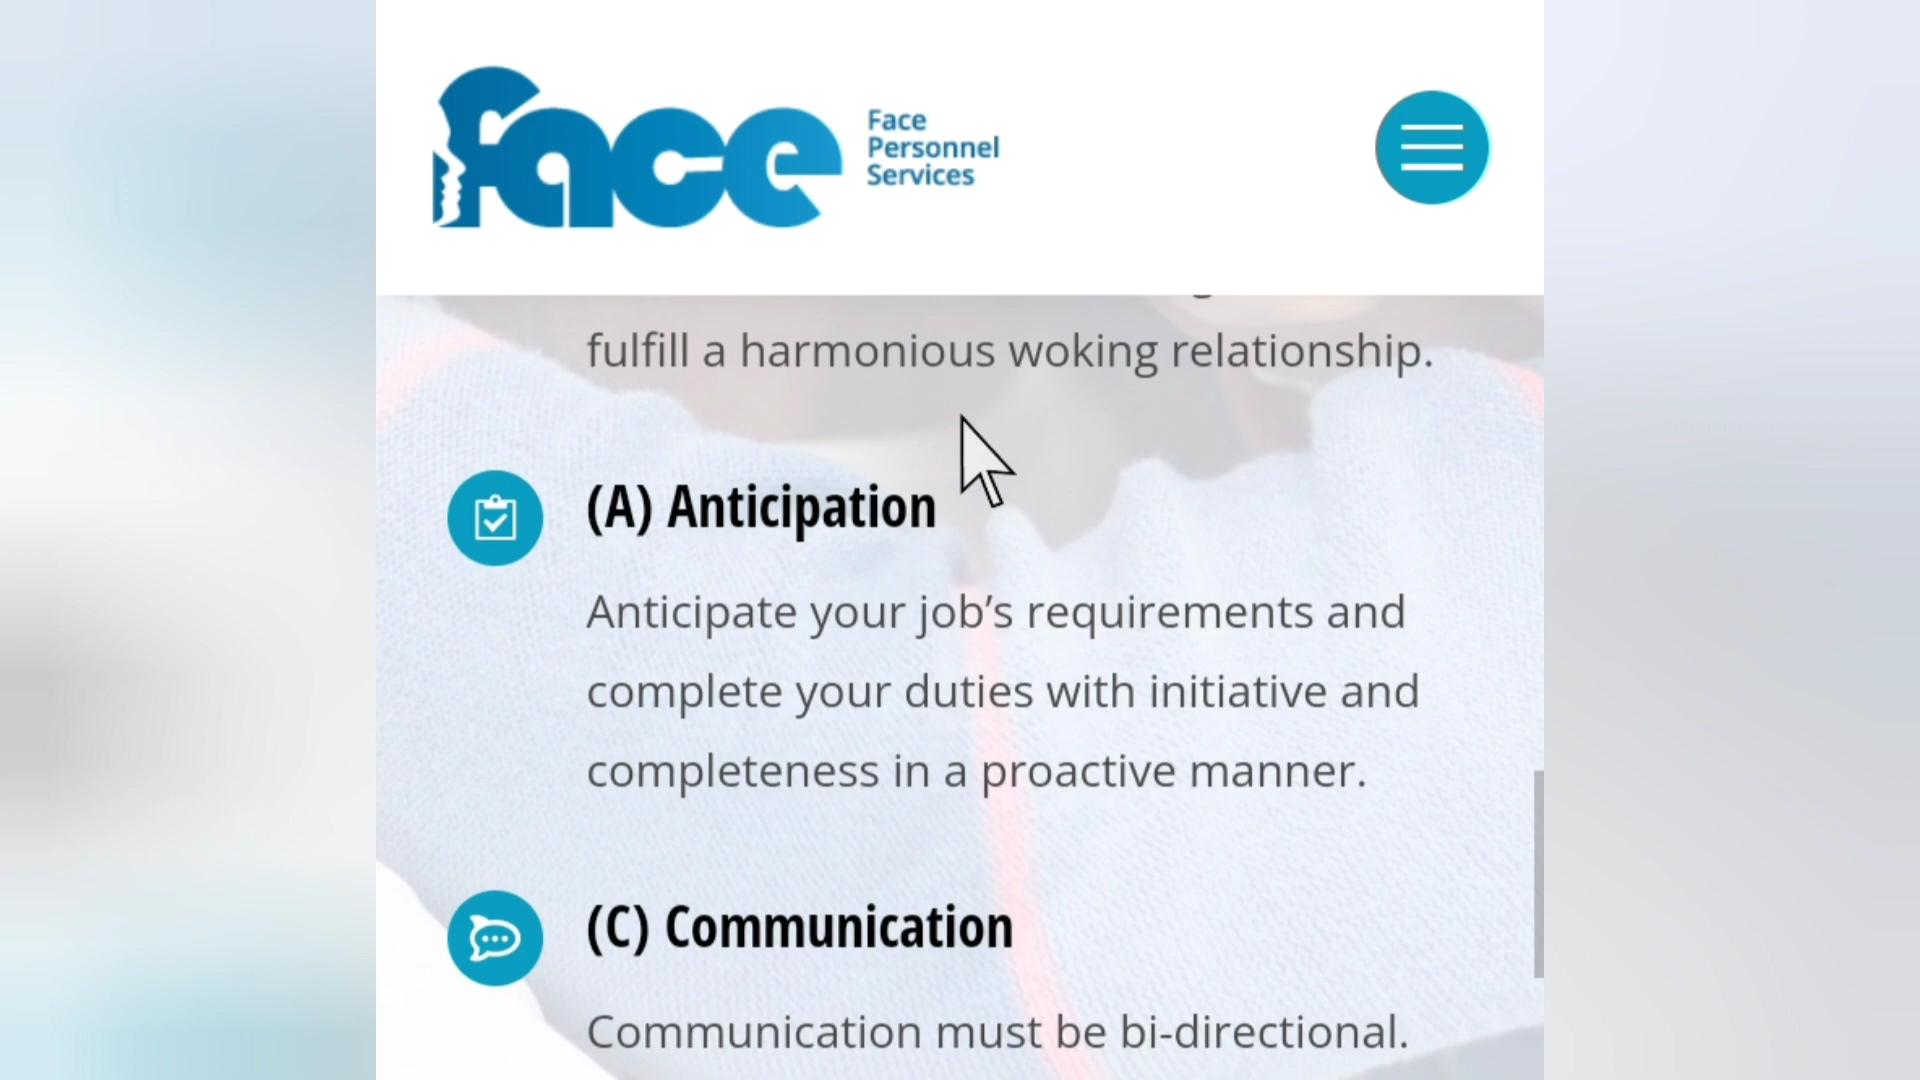 face
Face
Personnel
Services
fulfill a harmonious woking relationship.
(A) Anticipation
Anticipate your job’s requirements and
complete your duties with initiative and
completeness in a proactive manner.
(C) Communication
Communication must be bi-directional.